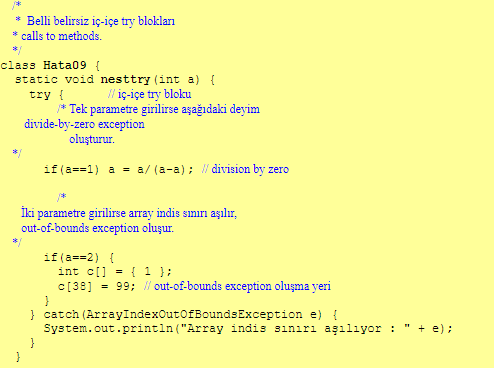 /*
* Belli belirsiz iç-içe try blokları
* calls to methods.
*/
class Hata09 {
static void nesttry(int a) {
try { // iç-içe try bloku
/* Tek parametre girilirse aşağıdaki deyim
divide-by-zero exception
oluşturur.
*/
if(a==1) a = a/(a-a); // division by zero
/*
İki parametre girilirse array indis sınırı aşılır,
out-of-bounds exception oluşur.
*/
if(a==2) {
int c[] = { 1 };
c[38] = 99; // out-of-bounds exception oluşma yeri
}
} catch(ArrayIndexOutOfBoundsException e) {
System.out.println("Array indis sınırı aşılıyor : " + e);
}
}